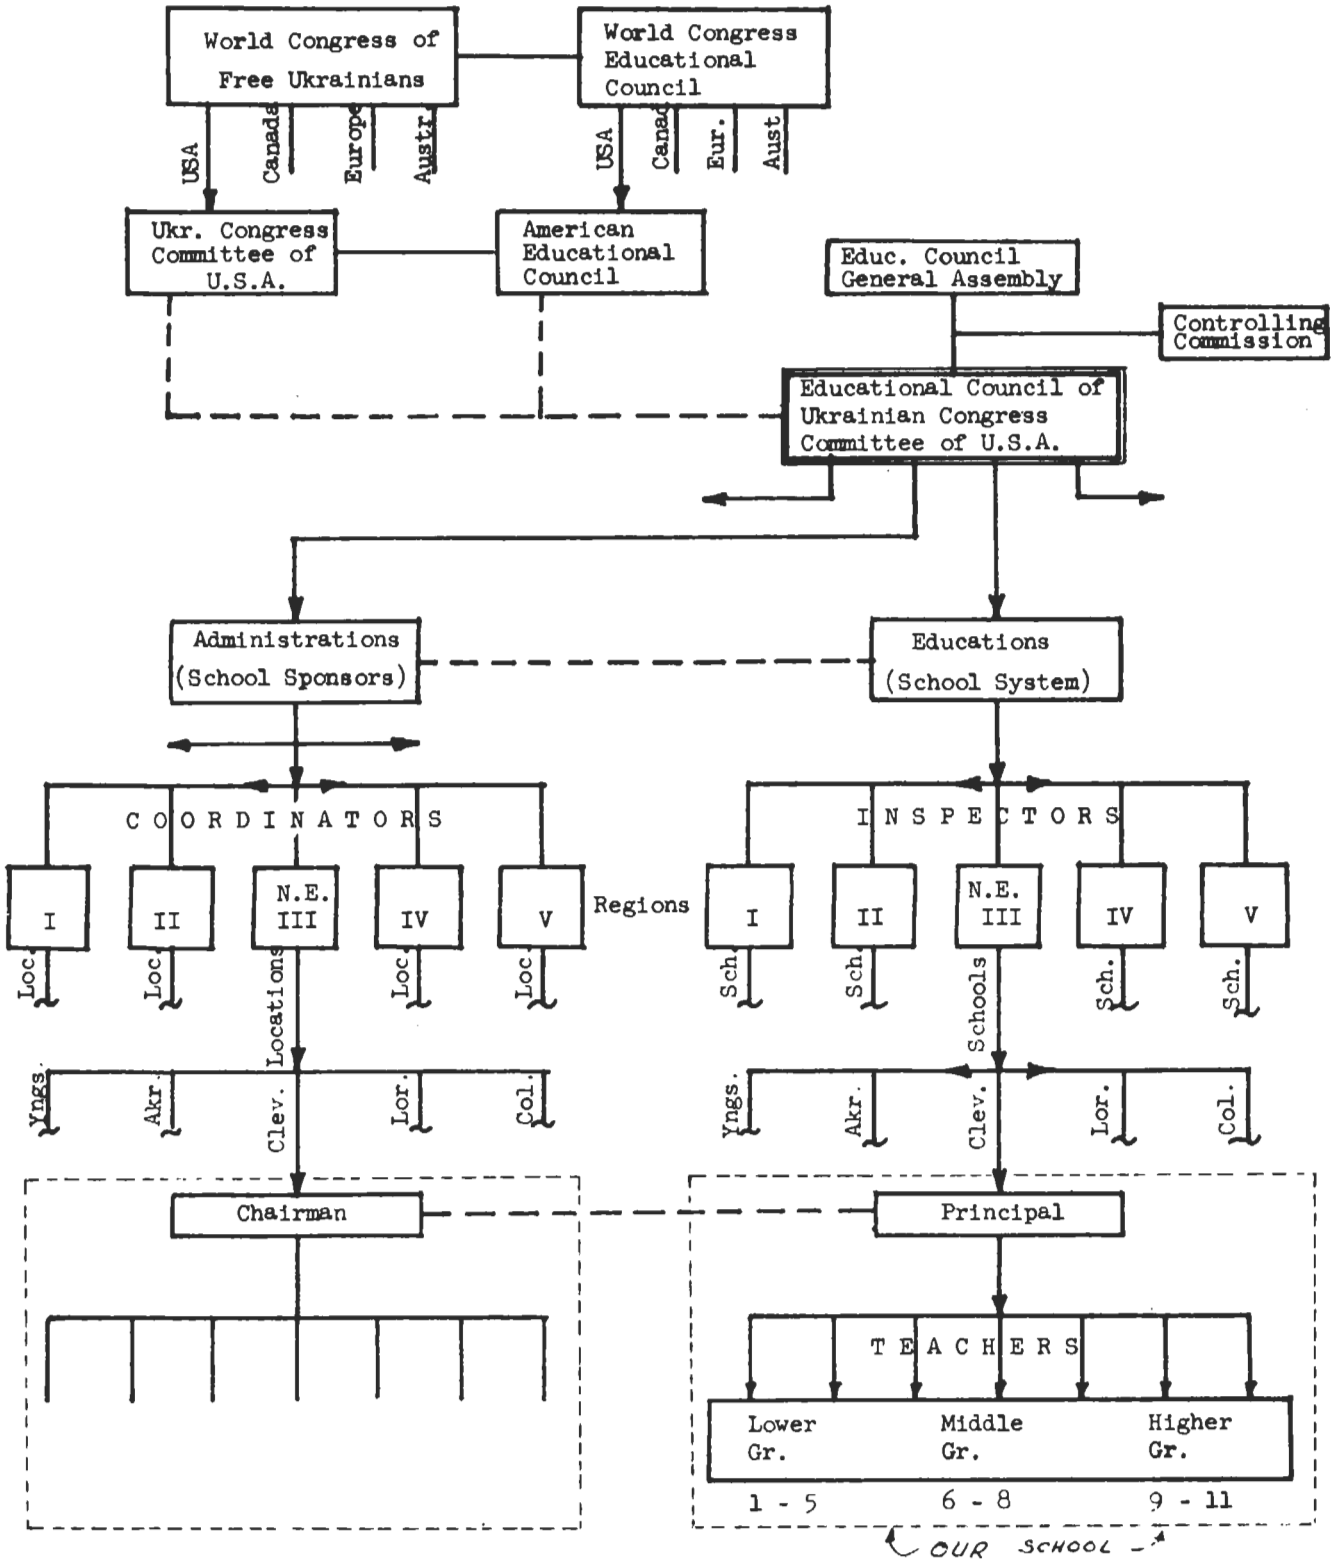 World Congress of
Free Ukrainians
World Congress
Educational
Council
USA
Canada
Europe
Austr.
USA
Canad
Eur.
Aust
Ukr. Congress
Committee of
U.S.A.
American
Educational
Council
Educ. Council
General Assembly
Controlling
Commission
Educational Council of
Ukrainian Congress
Committee of U.S.A.
Administrations
(School Sponsors)
Educations
(School System)
COORDINATORS
INSPECTORS
I
II
N.E.
III
IV
V
Regions
I
II
N.E.
III
IV
V
Loc.
Loc.
Locations
Loc.
Loc.
Sch.
Sch.
Schools
Sch.
Sch.
Yngs.
Akr.
Clev.
Lor.
Col.
Yngs.
Akr.
Clev.
Lor.
Col.
Chairman
Principal
TEACHERS
Lower
Gr.
Middle
Gr.
Higher
Gr.
1 - 5
6 - 8
9 - 11
OUR SCHOOL